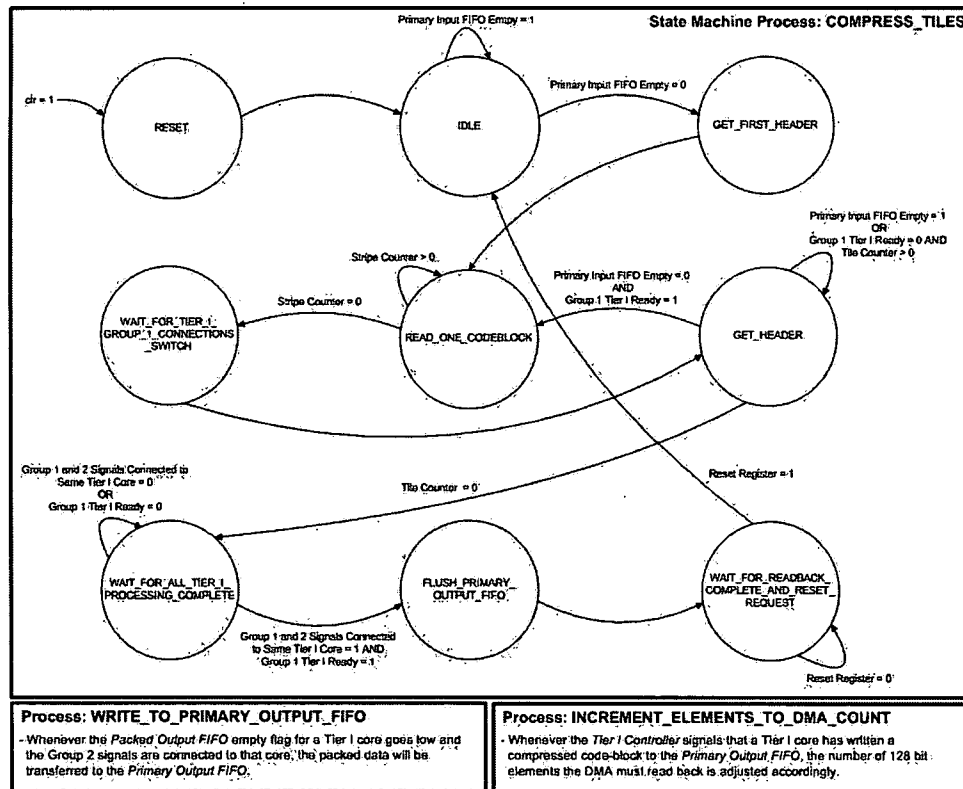 Primary Input FIFO Empty = 1
State Machine Process: COMPRESS_TILES
clr = 1
RESET
IDLE
Primary Input FIFO Empty = 0
GET_FIRST_HEADER
Primary Input FIFO Empty = 1
OR
Group 1 Tier I Ready = 0 AND
Tile Counter > 0
Stripe Counter > 0
Primary Input FIFO Empty = 0
AND
Group 1 Tier I Ready = 1
Stripe Counter = 0
WAIT_FOR_TIER_1_
GROUP_1_CONNECTIONS
_SWITCH
READ_ONE_CODEBLOCK
GET_HEADER
Group 1 and 2 Signals Connected to
Same Tier I Core = 0
OR
Group 1 Tier I Ready = 0
Tile Counter = 0
Reset Register = 1
WAIT_FOR_ALL_TIER_1_
PROCESSING_COMPLETE
FLUSH_PRIMARY_
OUTPUT_FIFO
WAIT_FOR_READBACK_
COMPLETE_AND_RESET_
REQUEST
Group 1 and 2 Signals Connected
to Same Tier I Core = 1 AND
Group 1 Tier I Ready = 1
Reset Register = 0
Process: WRITE_TO_PRIMARY_OUTPUT_FIFO
- Whenever the Packed Output FIFO empty flag for a Tier I core goes low and
the Group 2 signals are connected to that core, the packed data will be
transferred to the Primary Output FIFO.
Process: INCREMENT_ELEMENTS_TO_DMA_COUNT
- Whenever the Tier I Controller signals that a Tier I core has written a
compressed code-block to the Primary Output FIFO, the number of 128 bit
elements the DMA must read back is adjusted accordingly.